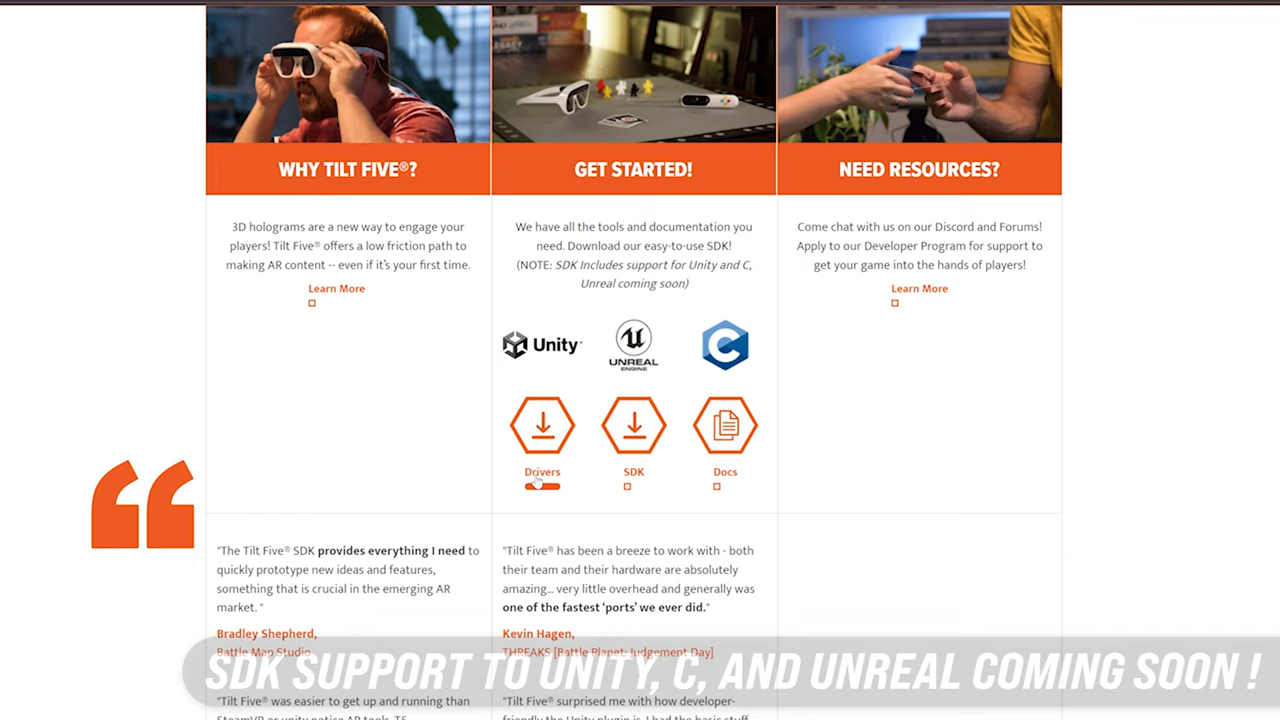 WHY TILT FIVE®?
3D holograms are a new way to engage your
players! Tilt Five® offers a low friction path to
making AR content -- even if it's your first time.
Learn More
GET STARTED!
We have all the tools and documentation you
need. Download our easy-to-use SDK!
(NOTE: SDK Includes support for Unity and C,
Unreal coming soon)
Unity
UNREAL
ENGINE
C
Drivers
SDK
Docs
NEED RESOURCES?
Come chat with us on our Discord and Forums!
Apply to our Developer Program for support to
get your game into the hands of players!
Learn More
"The Tilt Five® SDK provides everything I need to
quickly prototype new ideas and features,
something that is crucial in the emerging AR
market. "
Bradley Shepherd,
Battle Map Studio
"Tilt Five® has been a breeze to work with - both
their team and their hardware are absolutely
amazing... very little overhead and generally was
one of the fastest 'ports' we ever did."
Kevin Hagen,
THREAKS [Battle Planet: Judgement Day]
SDK SUPPORT TO UNITY, C, AND UNREAL COMING SOON !
"Tilt Five® was easier to get up and running than
"Tilt Five® surprised me with how developer-